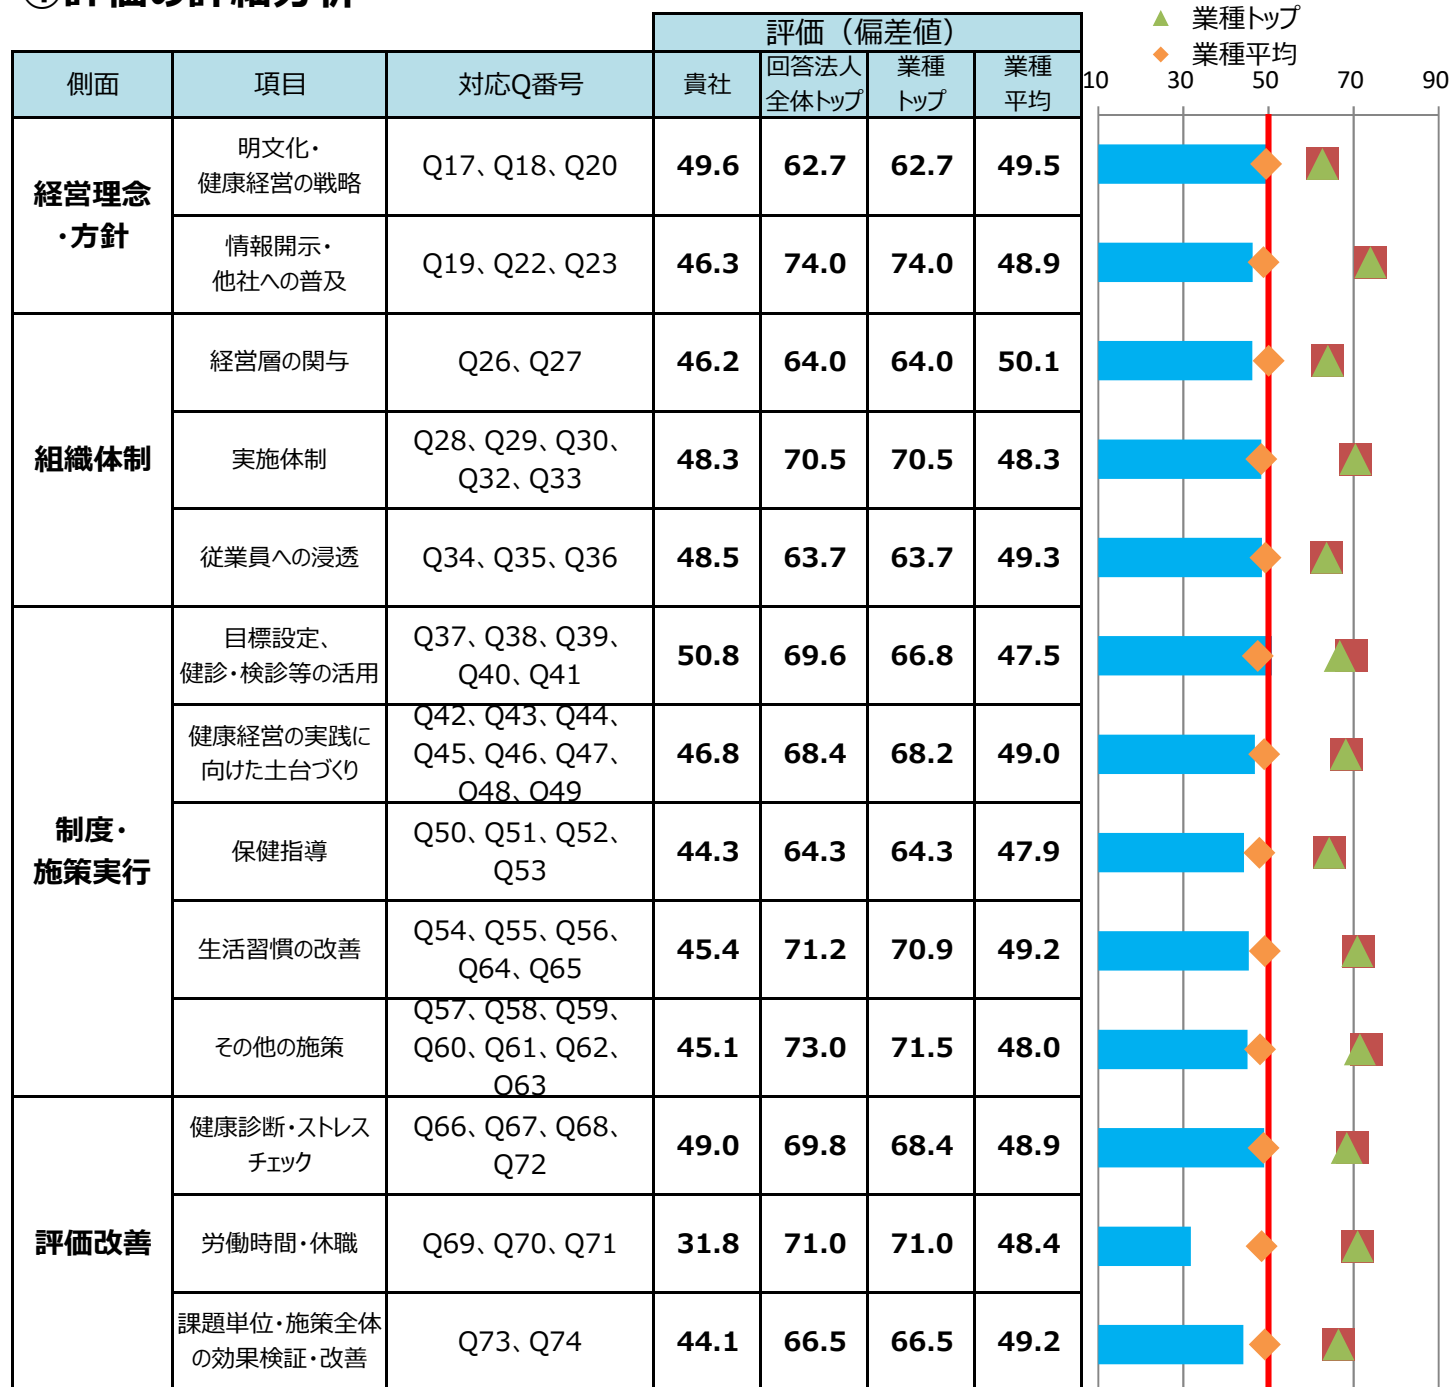 ①評価の詳細分析
▲ 業種トップ
◆ 業種平均
評価（偏差値）
側面 項目 対応Q番号 貴社 回答法人 業種 業種
全体トップ トップ 平均
10 30 50 70 90
経営理念
・方針
明文化・
健康経営の戦略
Q17、Q18、Q20 49.6 62.7 62.7 49.5
情報開示・
他社への普及
Q19、Q22、Q23 46.3 74.0 74.0 48.9
組織体制
経営層の関与 Q26、Q27 46.2 64.0 64.0 50.1
実施体制
Q28、Q29、Q30、
Q32、Q33
48.3 70.5 70.5 48.3
従業員への浸透 Q34、Q35、Q36 48.5 63.7 63.7 49.3
制度・
施策実行
目標設定、
健診・検診等の活用
Q37、Q38、Q39、
Q40、Q41
50.8 69.6 66.8 47.5
健康経営の実践に
向けた土台づくり
Q42、Q43、Q44、
Q45、Q46、Q47、
Q48、Q49
46.8 68.4 68.2 49.0
保健指導
Q50、Q51、Q52、
Q53
44.3 64.3 64.3 47.9
生活習慣の改善
Q54、Q55、Q56、
Q64、Q65
45.4 71.2 70.9 49.2
その他の施策
Q57、Q58、Q59、
Q60、Q61、Q62、
Q63
45.1 73.0 71.5 48.0
評価改善
健康診断・ストレス
チェック
Q66、Q67、Q68、
Q72
49.0 69.8 68.4 48.9
労働時間・休職 Q69、Q70、Q71 31.8 71.0 71.0 48.4
課題単位・施策全体
の効果検証・改善
Q73、Q74 44.1 66.5 66.5 49.2